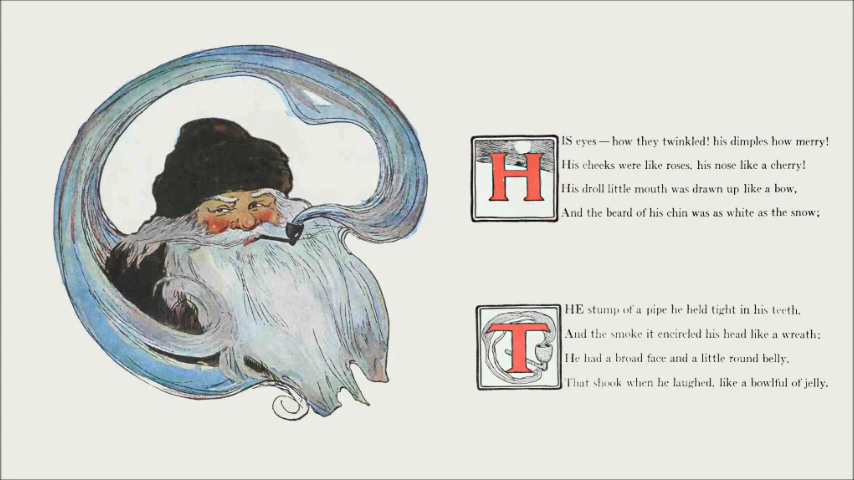 HIS eyes—how they twinkled! his dimples how merry!
His cheeks were like roses, his nose like a cherry!
His droll little mouth was drawn up like a bow,
And the beard of his chin was as white as the snow;
THE stump of a pipe he held tight in his teeth,
And the smoke it encircled his head like a wreath;
He had a broad face and a little round belly,
That shook when he laughed, like a bowlful of jelly.